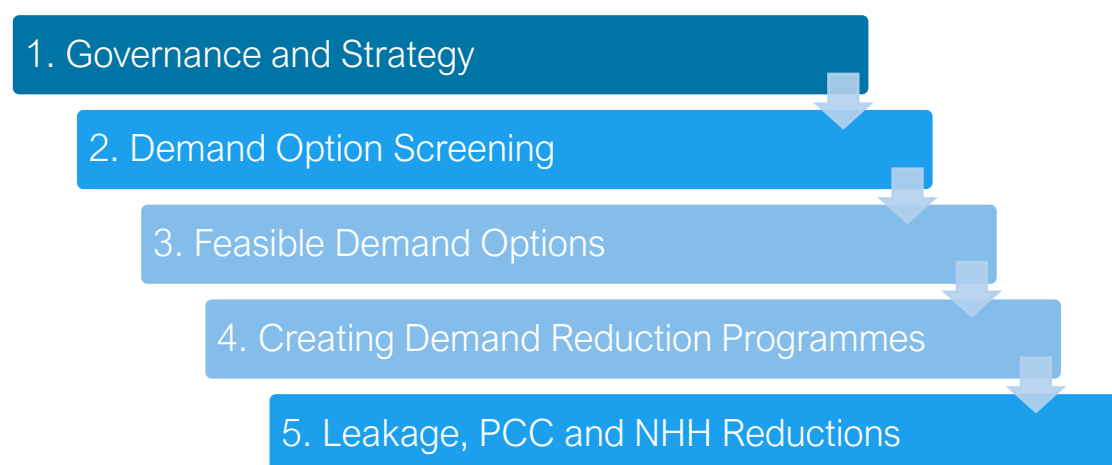 1. Governance and Strategy
2. Demand Option Screening
3. Feasible Demand Options
4. Creating Demand Reduction Programmes
5. Leakage, PCC and NHH Reductions